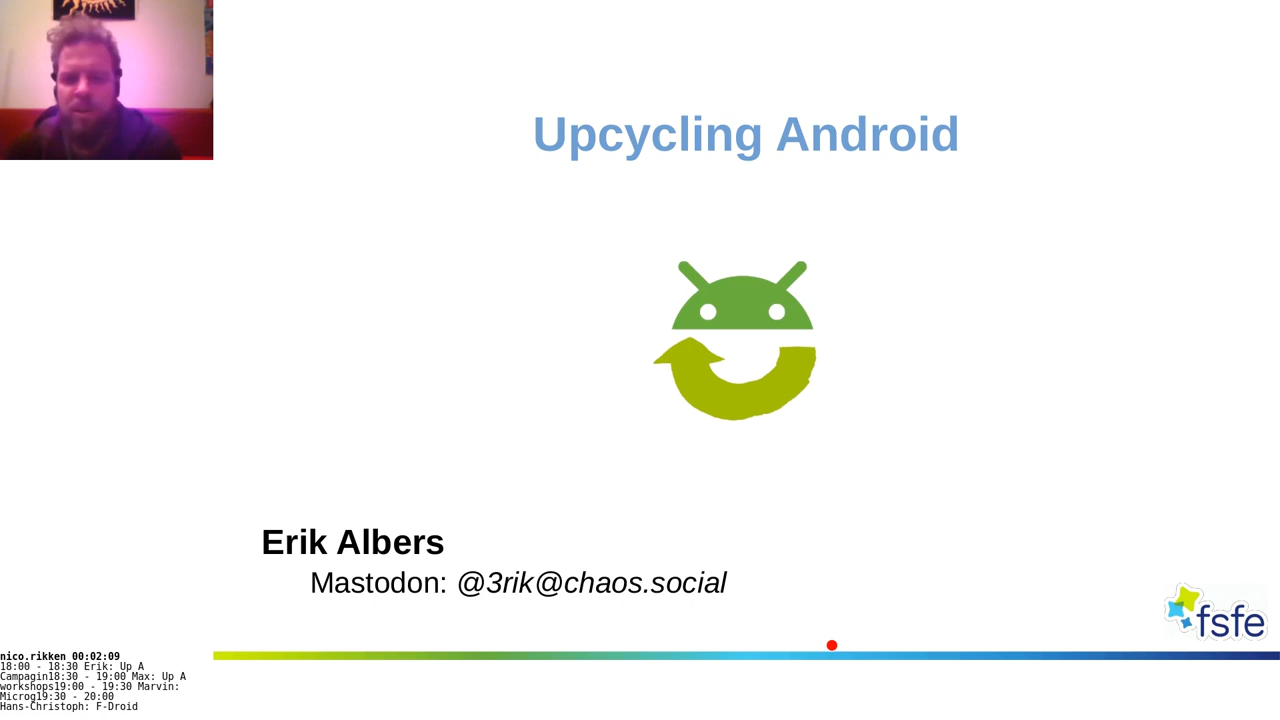 Upcycling Android
Erik Albers
Mastodon: @3rik@chaos.social
fsfe
nico.rikken 00:02:09
18:00 - 18:30 Erik: Up A
Campagin18:30 - 19:00 Max: Up A
workshops19:00 - 19:30 Marvin:
Microg19:30 - 20:00
Hans-Christoph: F-Droid